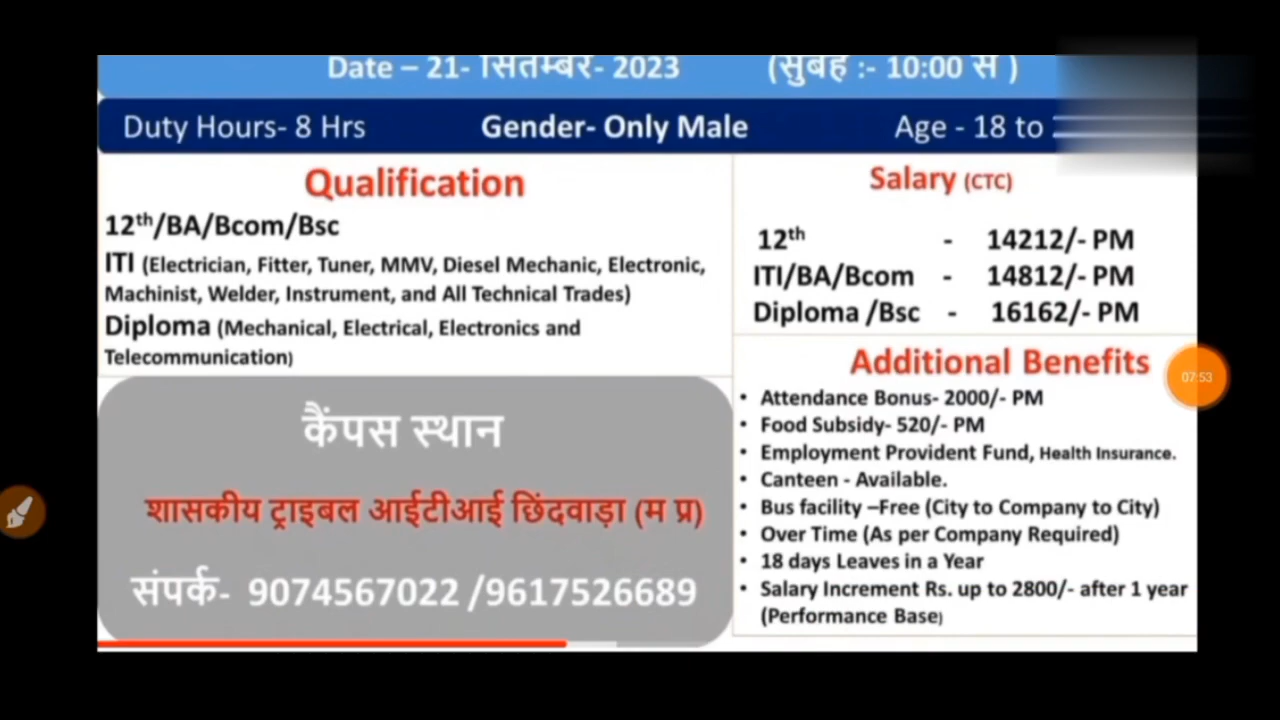 Date – 21- सितम्बर- 2023 (सुबह :- 10:00 से )
Duty Hours- 8 Hrs Gender- Only Male Age - 18 to
Qualification
12th/BA/Bcom/Bsc
ITI (Electrician, Fitter, Tuner, MMV, Diesel Mechanic, Electronic,
Machinist, Welder, Instrument, and All Technical Trades)
Diploma (Mechanical, Electrical, Electronics and
Telecommunication)
Salary (CTC)
12th - 14212/- PM
ITI/BA/Bcom - 14812/- PM
Diploma /Bsc - 16162/- PM
Additional Benefits
• Attendance Bonus- 2000/- PM
• Food Subsidy- 520/- PM
• Employment Provident Fund, Health Insurance.
• Canteen - Available.
• Bus facility –Free (City to Company to City)
• Over Time (As per Company Required)
• 18 days Leaves in a Year
• Salary Increment Rs. up to 2800/- after 1 year
(Performance Base)
07:53
कैंपस स्थान
शासकीय ट्राइबल आईटीआई छिंदवाड़ा (म प्र)
संपर्क- 9074567022 /9617526689